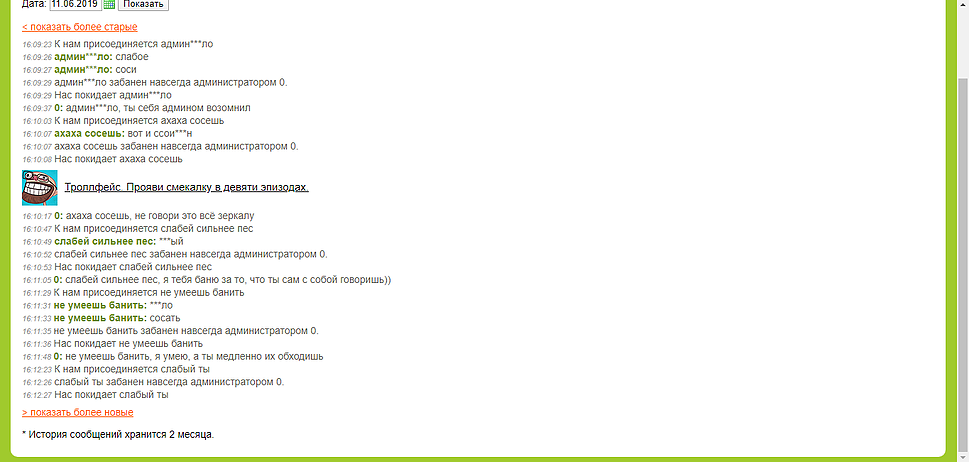 Дата: 11.06.2019 Показать
< показать более старые
16:09:23 К нам присоединяется админ***ло
16:09:26 админ***ло: слабое
16:09:27 админ***ло: соси
16:09:29 админ***ло забанен навсегда администратором 0.
16:09:29 Нас покидает админ***ло
16:09:37 0: админ***ло, ты себя админом возомнил
16:10:03 К нам присоединяется ахаха сосешь
16:10:07 ахаха сосешь: вот и ссои***н
16:10:07 ахаха сосешь забанен навсегда администратором 0.
16:10:08 Нас покидает ахаха сосешь
Троллфейс. Прояви смекалку в девяти эпизодах.
16:10:17 0: ахаха сосешь, не говори это всё зеркалу
16:10:47 К нам присоединяется слабей сильнее пес
16:10:49 слабей сильнее пес: ***ый
16:10:52 слабей сильнее пес забанен навсегда администратором 0.
16:10:53 Нас покидает слабей сильнее пес
16:11:05 0: слабей сильнее пес, я тебя баню за то, что ты сам с собой говоришь))
16:11:29 К нам присоединяется не умеешь банить
16:11:31 не умеешь банить: ***ло
16:11:33 не умеешь банить: сосать
16:11:35 не умеешь банить забанен навсегда администратором 0.
16:11:36 Нас покидает не умеешь банить
16:11:48 0: не умеешь банить, я умею, а ты медленно их обходишь
16:12:23 К нам присоединяется слабый ты
16:12:26 слабый ты забанен навсегда администратором 0.
16:12:27 Нас покидает слабый ты
> показать более новые
* История сообщений хранится 2 месяца.